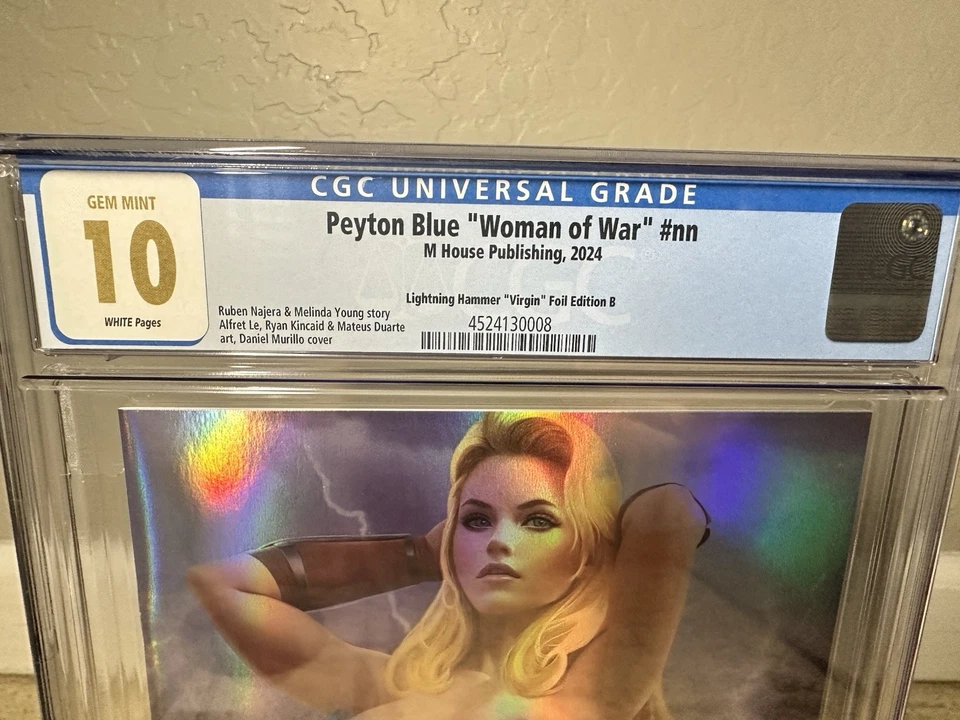 CGC UNIVERSAL GRADE
GEM MINT
10
WHITE Pages
Peyton Blue "Woman of War" #nn
M House Publishing, 2024
Lightning Hammer "Virgin" Foil Edition B
Ruben Najera & Melinda Young story
Alfret Le, Ryan Kincaid & Mateus Duarte
art, Daniel Murillo cover
4524130008
CGC
CGC